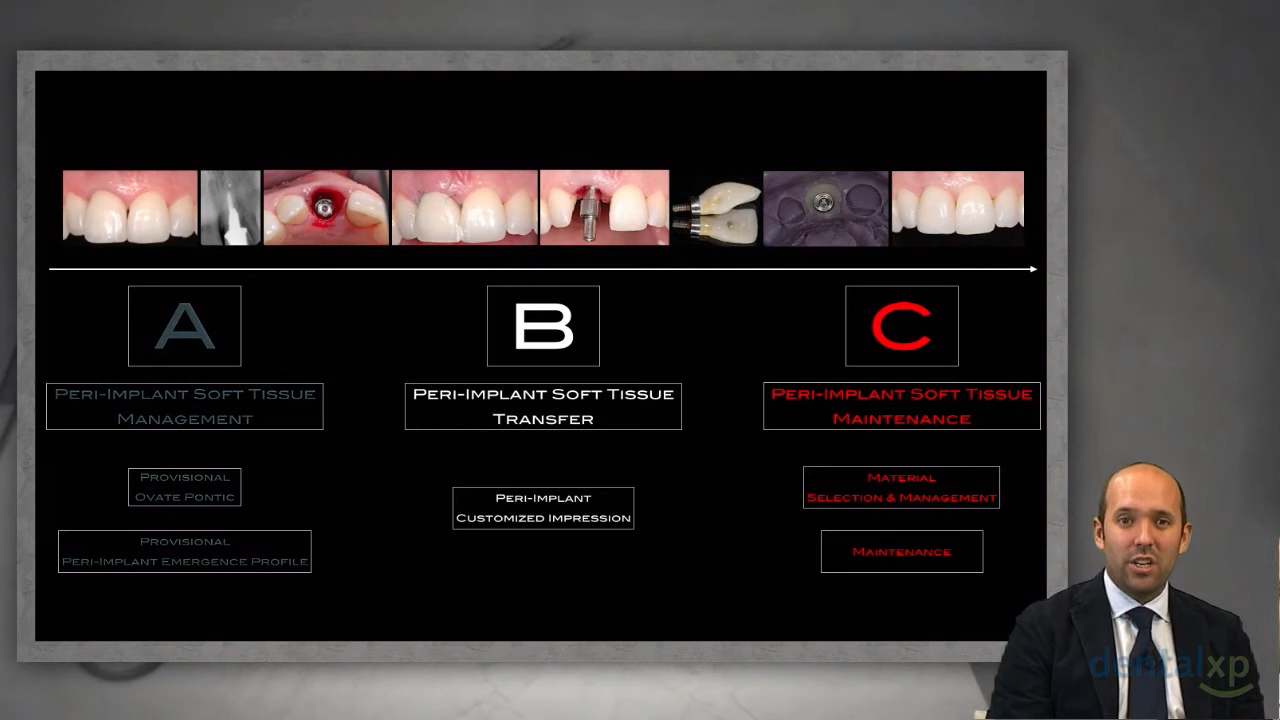 A
B
C
Peri-Implant Soft Tissue
Management
Peri-Implant Soft Tissue
Transfer
Peri-Implant Soft Tissue
Maintenance
Provisional
Ovate Pontic
Peri-Implant
Customized Impression
Material
Selection & Management
Provisional
Peri-Implant Emergence Profile
Maintenance
dentalxp